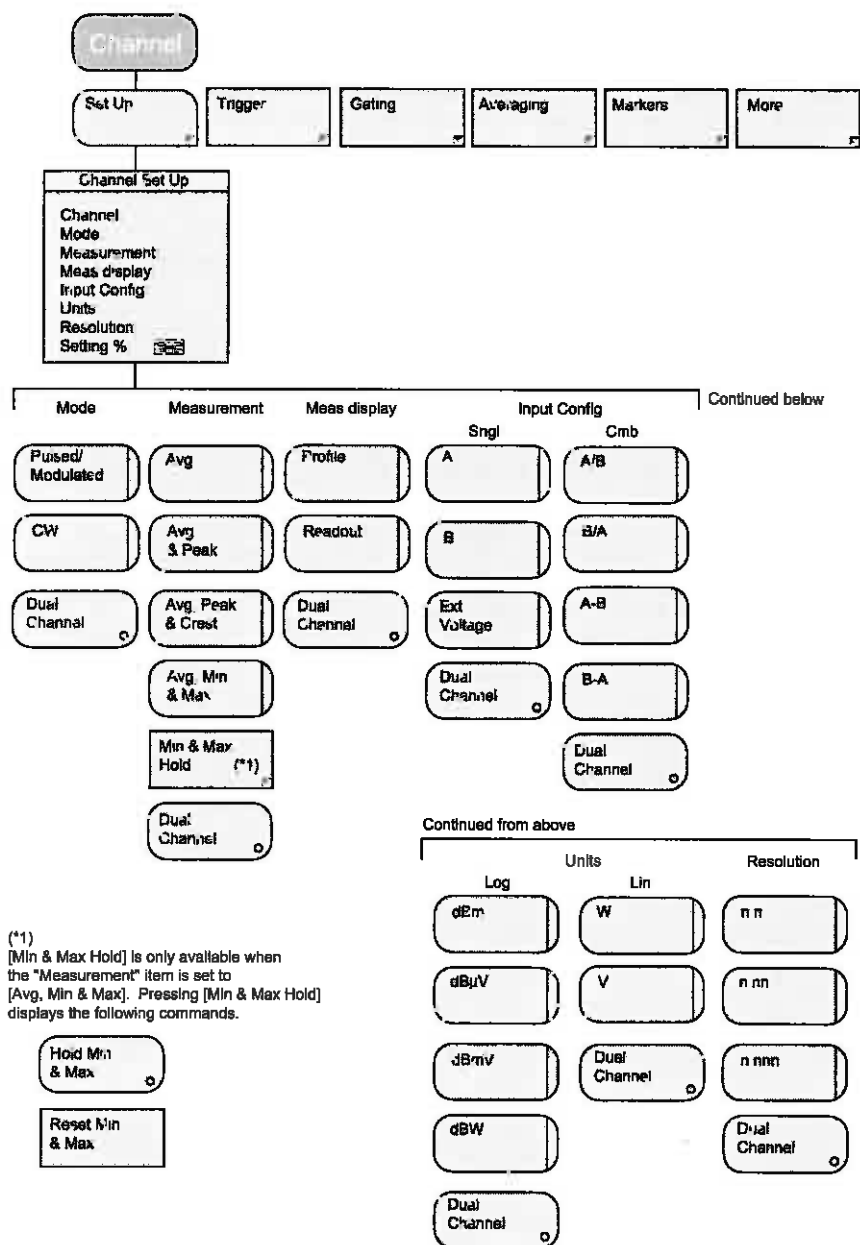 Channel
Set Up
Trigger
Gating
Averaging
Markers
More
Channel Set Up
Channel
Mode
Measurement
Meas display
Input Config
Units
Resolution
Setting %
Continued below
Mode
Measurement
Meas display
Input Config
Sngl
Cmb
Pulsed/
Modulated
CW
Dual
Channel
Avg
Avg
& Peak
Avg, Peak
& Crest
Avg, Min
& Max
Min & Max
Hold (*1)
Dual
Channel
Profile
Readout
Dual
Channel
A
B
Ext
Voltage
Dual
Channel
A/B
B/A
A-B
B-A
Dual
Channel
Continued from above
Units
Resolution
Log
Lin
dBm
dBµV
dBmV
dBW
Dual
Channel
W
V
Dual
Channel
n n
n nn
n nnn
Dual
Channel
(*1)
[Min & Max Hold] is only available when
the "Measurement" item is set to
[Avg, Min & Max]. Pressing [Min & Max Hold]
displays the following commands.
Hold Min
& Max
Reset Min
& Max